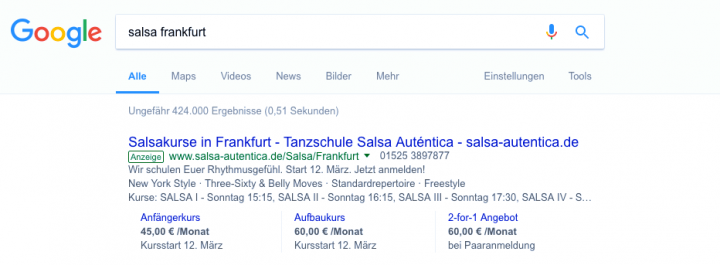 Google salsa frankfurt
Alle Maps Videos News Bilder Mehr Einstellungen Tools
Ungefähr 424.000 Ergebnisse (0,51 Sekunden)
Salsakurse in Frankfurt - Tanzschule Salsa Auténtica - salsa-autentica.de
Anzeige www.salsa-autentica.de/Salsa/Frankfurt 01525 3897877
Wir schulen Euer Rhythmusgefühl. Start 12. März. Jetzt anmelden!
New York Style · Three-Sixty & Belly Moves · Standardrepertoire · Freestyle
Kurse: SALSA I - Sonntag 15:15, SALSA II - Sonntag 16:15, SALSA III - Sonntag 17:30, SALSA IV - S…
Anfängerkurs Aufbaukurs 2-for-1 Angebot
45,00 € /Monat 60,00 € /Monat 60,00 € /Monat
Kursstart 12. März Kursstart 12. März bei Paaranmeldung